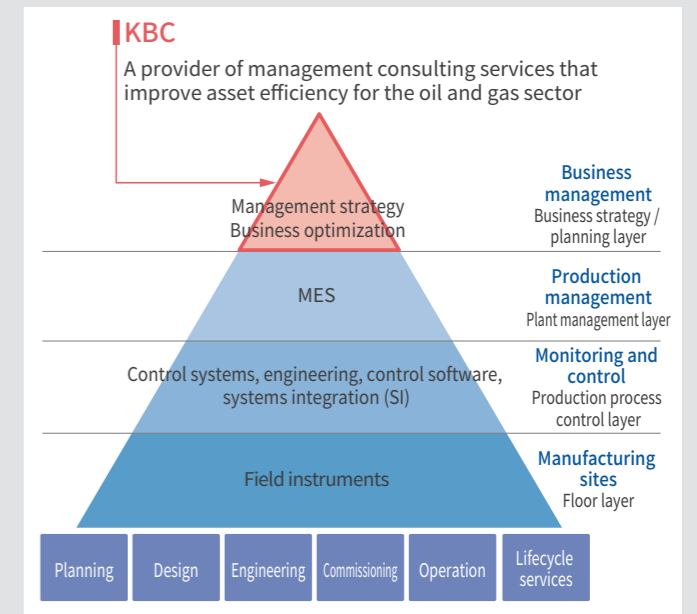 KBC
A provider of management consulting services that
improve asset efficiency for the oil and gas sector
Management strategy
Business optimization
Business
management
Business strategy /
planning layer
MES
Production
management
Plant management layer
Control systems, engineering, control software,
systems integration (SI)
Monitoring and
control
Production process
control layer
Field instruments
Manufacturing
sites
Floor layer
Planning
Design
Engineering
Commissioning
Operation
Lifecycle
services